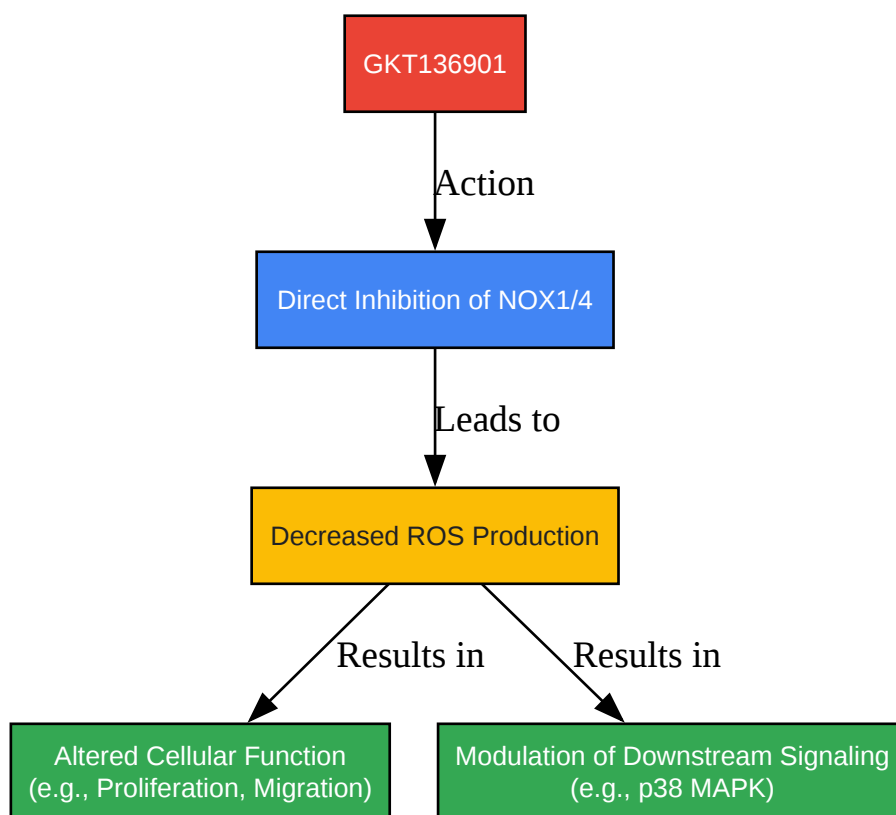 GKT136901
Action
Direct Inhibition of NOX1/4
Leads to
Decreased ROS Production
Results in
Results in
Altered Cellular Function
(e.g., Proliferation, Migration)
Modulation of Downstream Signaling
(e.g., p38 MAPK)